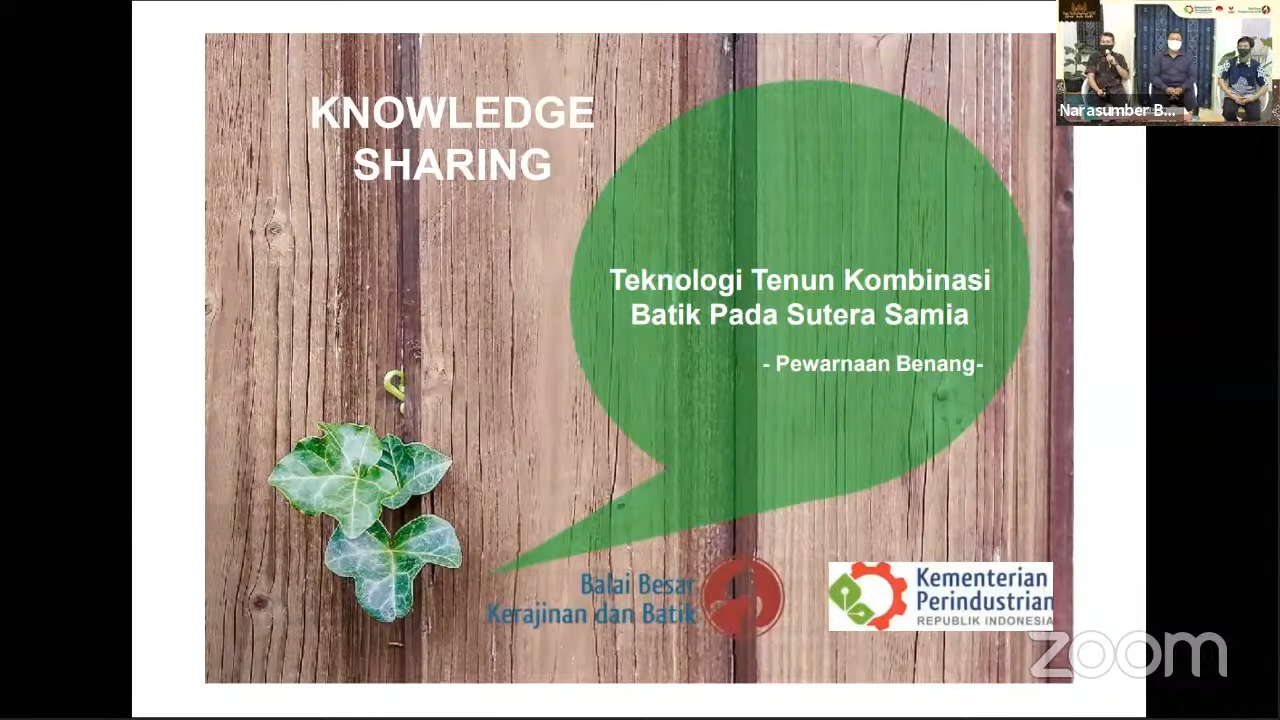 KNOWLEDGE
SHARING
Teknologi Tenun Kombinasi
Batik Pada Sutera Samia
- Pewarnaan Benang-
Balai Besar
Kerajinan dan Batik
Kementerian
Perindustrian
REPUBLIK INDONESIA
Narasumber B...
zoom